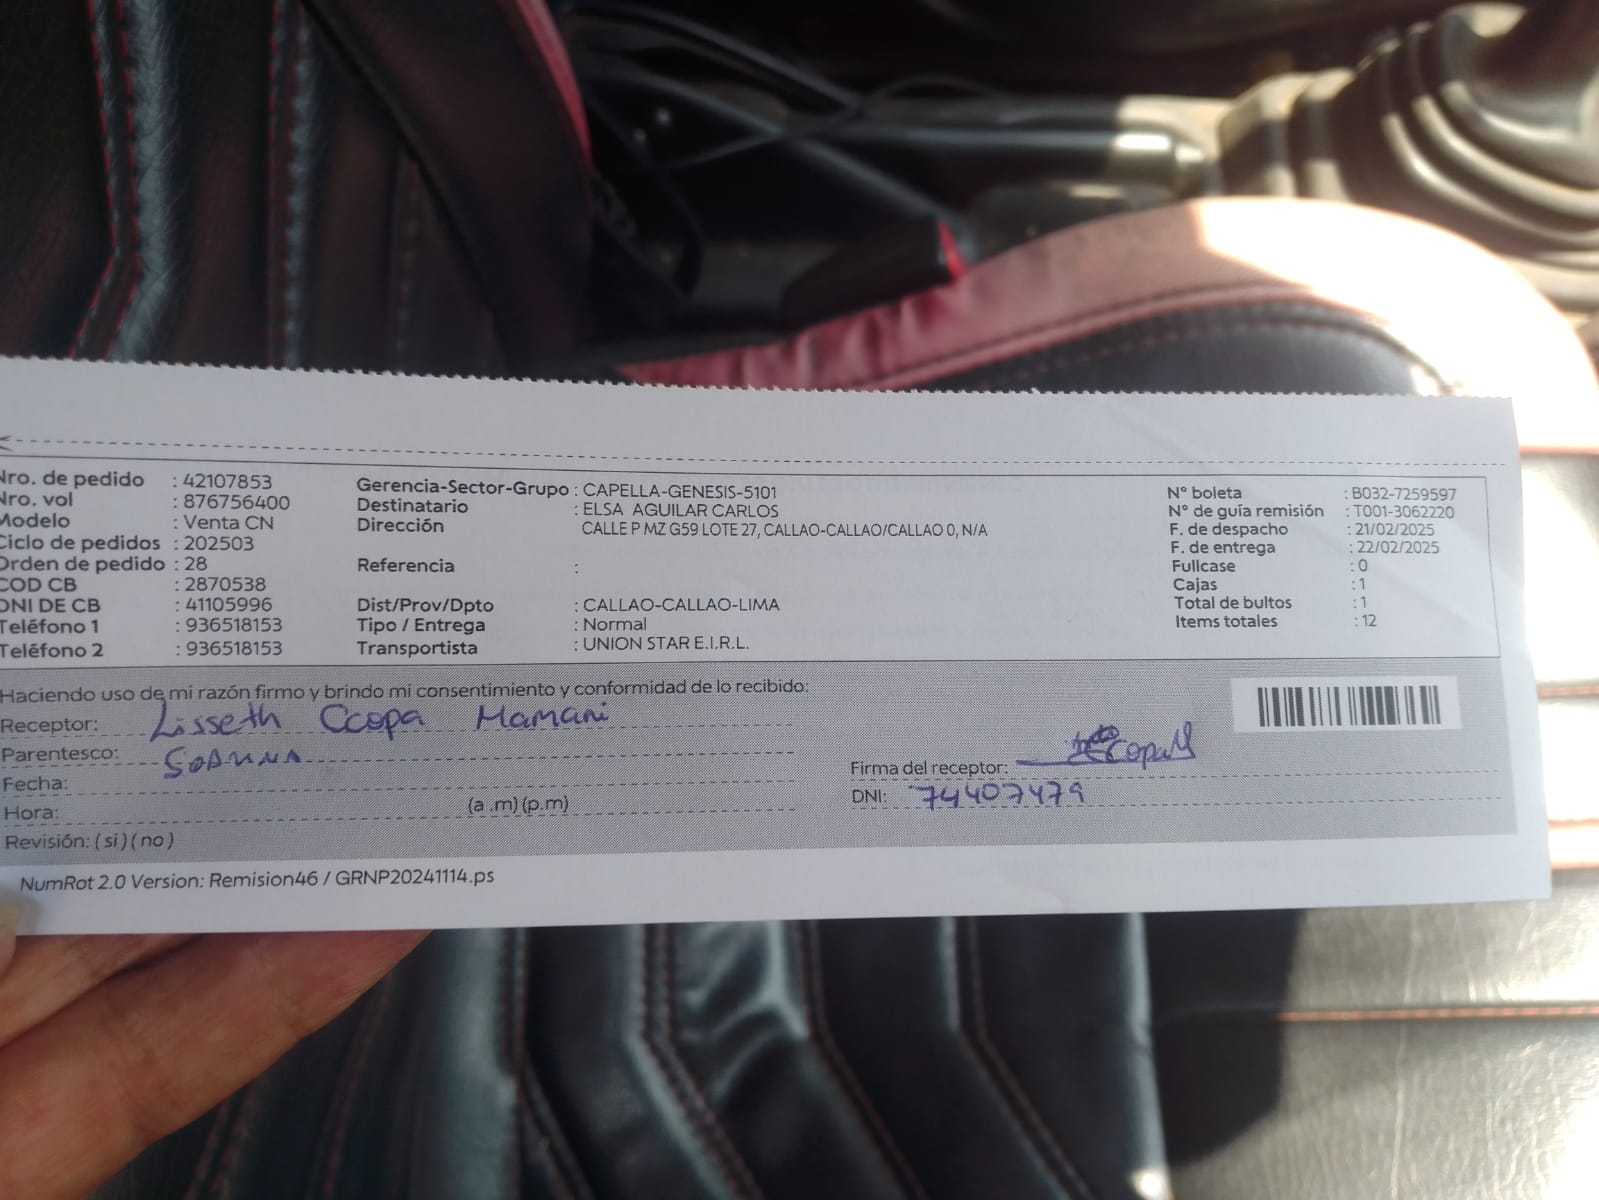 Nro. de pedido : 42107853
Nro. vol : 876756400
Modelo : Venta CN
Ciclo de pedidos : 202503
Orden de pedido : 28
COD CB : 2870538
DNI DE CB : 41105996
Teléfono 1 : 936518153
Teléfono 2 : 936518153
Gerencia-Sector-Grupo : CAPELLA-GENESIS-5101
Destinatario : ELSA AGUILAR CARLOS
Dirección CALLE P MZ G59 LOTE 27, CALLAO-CALLAO/CALLAO 0, N/A
Referencia :
Dist/Prov/Dpto : CALLAO-CALLAO-LIMA
Tipo / Entrega : Normal
Transportista : UNION STAR E.I.R.L.
N° boleta : B032-7259597
N° de guía remisión : T001-3062220
F. de despacho : 21/02/2025
F. de entrega : 22/02/2025
Fullcase : 0
Cajas : 1
Total de bultos : 1
Items totales : 12
Haciendo uso de mi razón firmo y brindo mi consentimiento y conformidad de lo recibido:
Receptor: Lisseth Ccopa Mamani
Parentesco: SOBRINA
Fecha:
Hora: (a .m) (p.m)
Revisión: ( si ) ( no )
Firma del receptor:
DNI: 74407479
NumRot 2.0 Version: Remision46 / GRNP20241114.ps